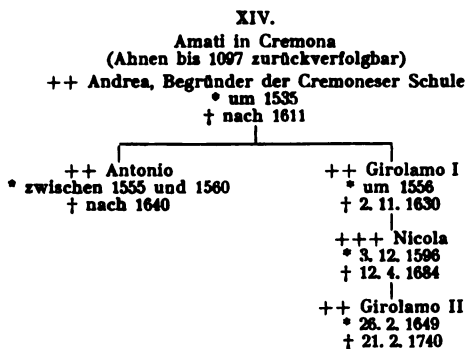 XIV.
Amati in Cremona
(Ahnen bis 1097 zurückverfolgbar)
++ Andrea, Begründer der Cremoneser Schule
* um 1535
† nach 1611
++ Antonio
* zwischen 1555 und 1560
† nach 1640
++ Girolamo I
* um 1556
† 2. 11. 1630
+++ Nicola
* 3. 12. 1596
† 12. 4. 1684
++ Girolamo II
* 26. 2. 1649
† 21. 2. 1740